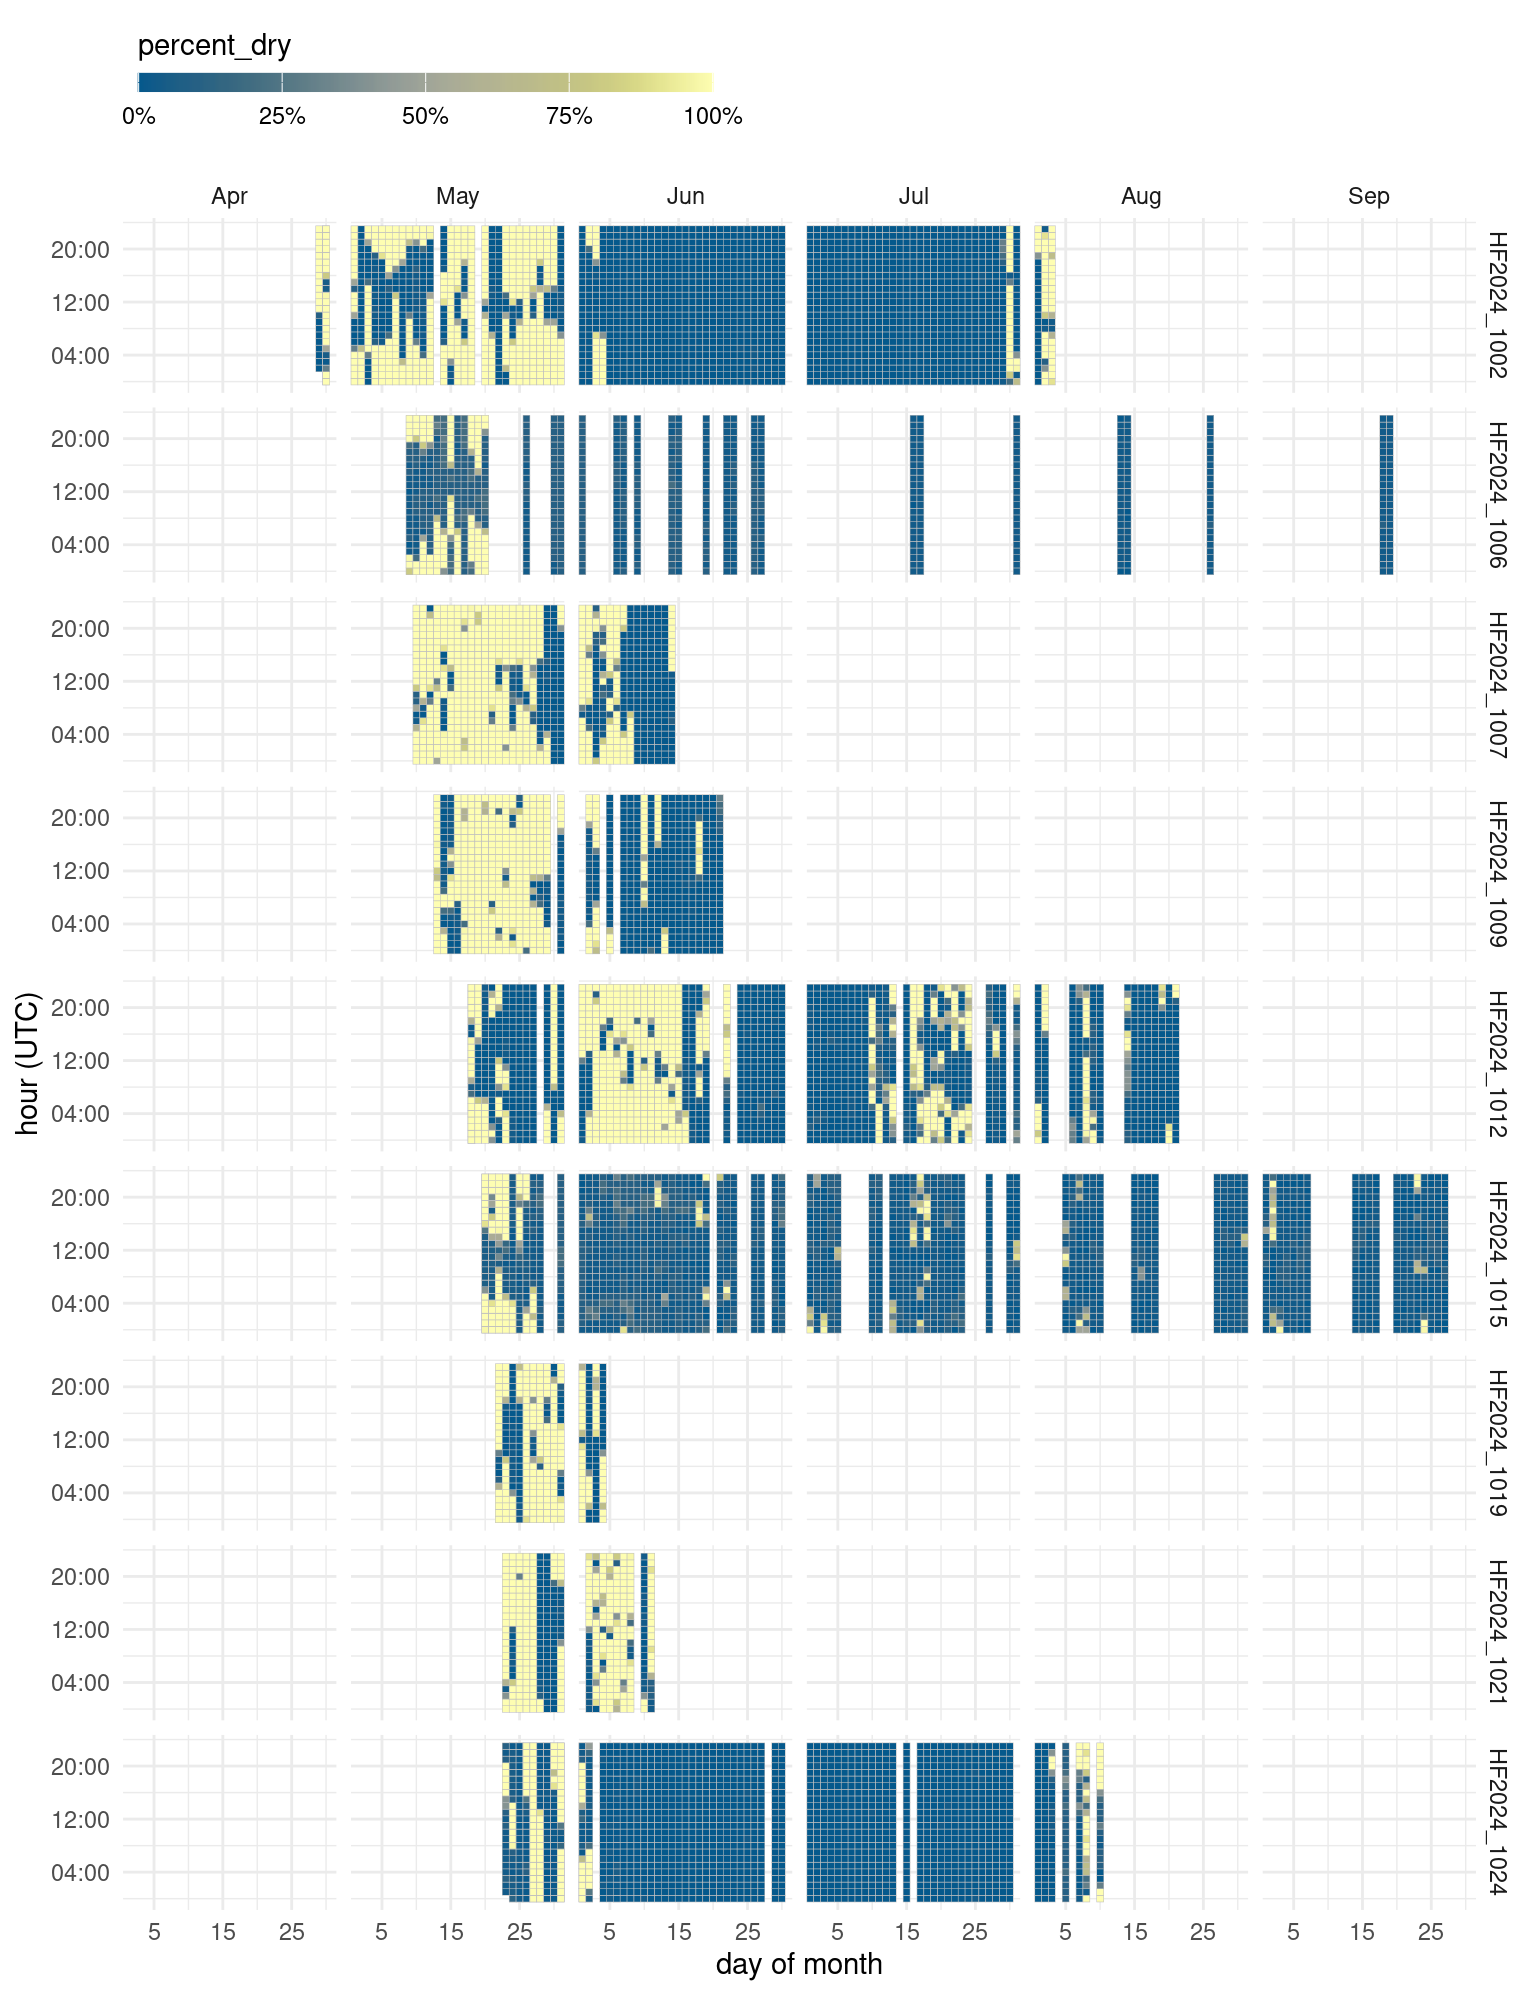 percent_dry
0% 25% 50% 75% 100%
Apr May Jun Jul Aug Sep
20:00
12:00
04:00
HF2024_1002
20:00
12:00
04:00
HF2024_1006
20:00
12:00
04:00
HF2024_1007
20:00
12:00
04:00
HF2024_1009
20:00
12:00
04:00
HF2024_1012
20:00
12:00
04:00
HF2024_1015
20:00
12:00
04:00
HF2024_1019
20:00
12:00
04:00
HF2024_1021
20:00
12:00
04:00
HF2024_1024
hour (UTC)
5 15 25 5 15 25 5 15 25 5 15 25 5 15 25 5 15 25
day of month